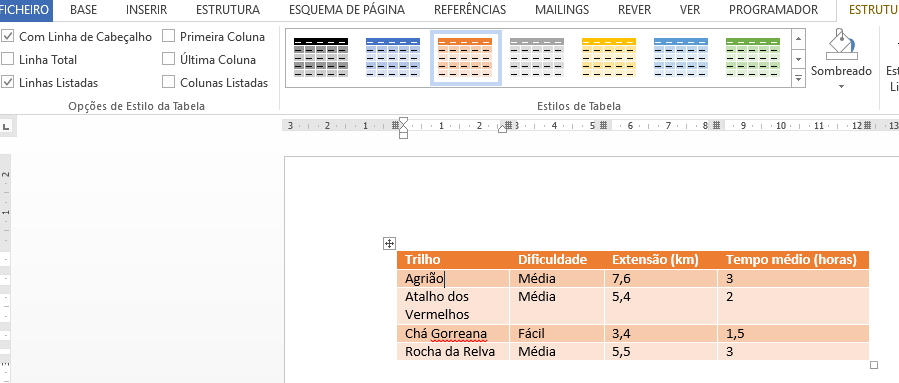 FICHEIRO BASE INSERIR ESTRUTURA ESQUEMA DE PÁGINA REFERÊNCIAS MAILINGS REVER VER PROGRAMADOR ESTRUTU
Com Linha de Cabeçalho Primeira Coluna
Linha Total Última Coluna
Linhas Listadas Colunas Listadas
Opções de Estilo da Tabela
Estilos de Tabela
Sombreado
Est
Li
3 2 1 1 2 3 4 5 6 7 8 9 10 11 12 13
2
1
1
2
3
Trilho Dificuldade Extensão (km) Tempo médio (horas)
Agrião Média 7,6 3
Atalho dos Média 5,4 2
Vermelhos
Chá Gorreana Fácil 3,4 1,5
Rocha da Relva Média 5,5 3